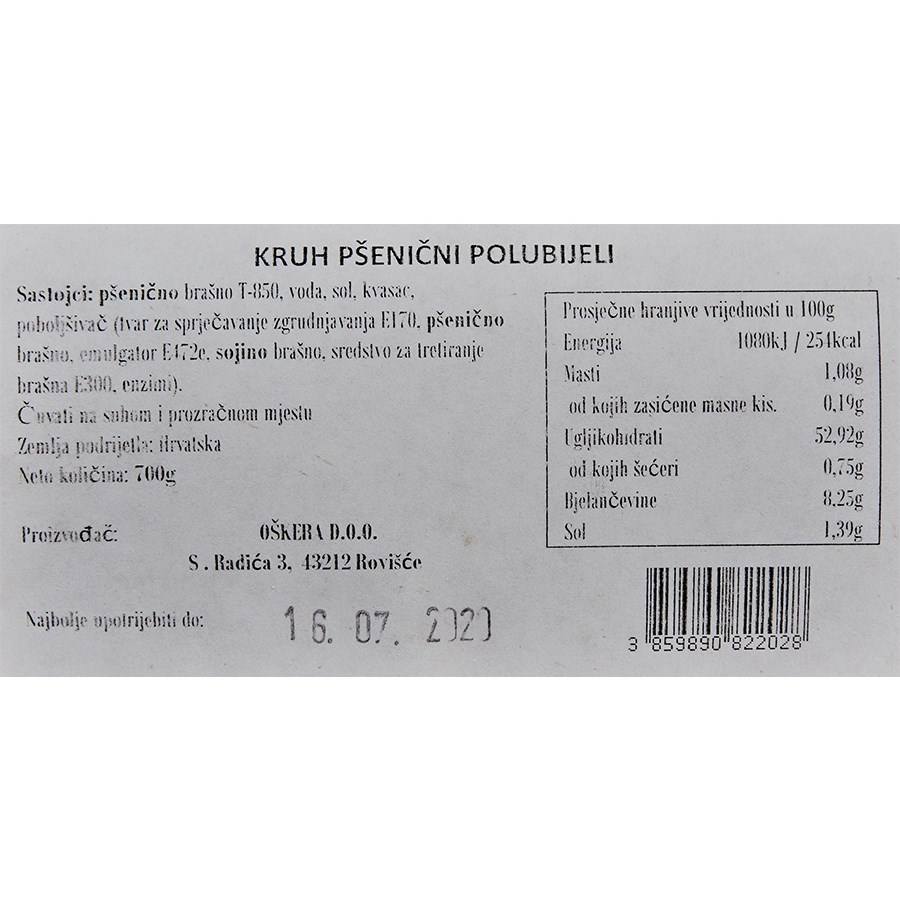 KRUH PŠENIČNI POLUBIJELI
Sastojci: pšenično brašno T-850, voda, sol, kvasac,
poboljšivač (tvar za sprječavanje zgrudnjavanja E170, pšenično
brašno, emulgator E472e, sojino brašno, sredstvo za tretiranje
brašna E300, enzimi).
Čuvati na suhom i prozračnom mjestu
Zemlja podrijetla: Hrvatska
Neto količina: 700g
Proizvođač: OŠKERA D.O.O.
S. Radića 3, 43212 Rovišće
Najbolje upotrijebiti do: 16. 07. 2020
Prosječne hranjive vrijednosti u 100g
Energija 1080kJ / 254kcal
Masti 1,08g
od kojih zasićene masne kis. 0,19g
Ugljikohidrati 52,92g
od kojih šećeri 0,75g
Bjelančevine 8,25g
Sol 1,39g
3 859890 822028